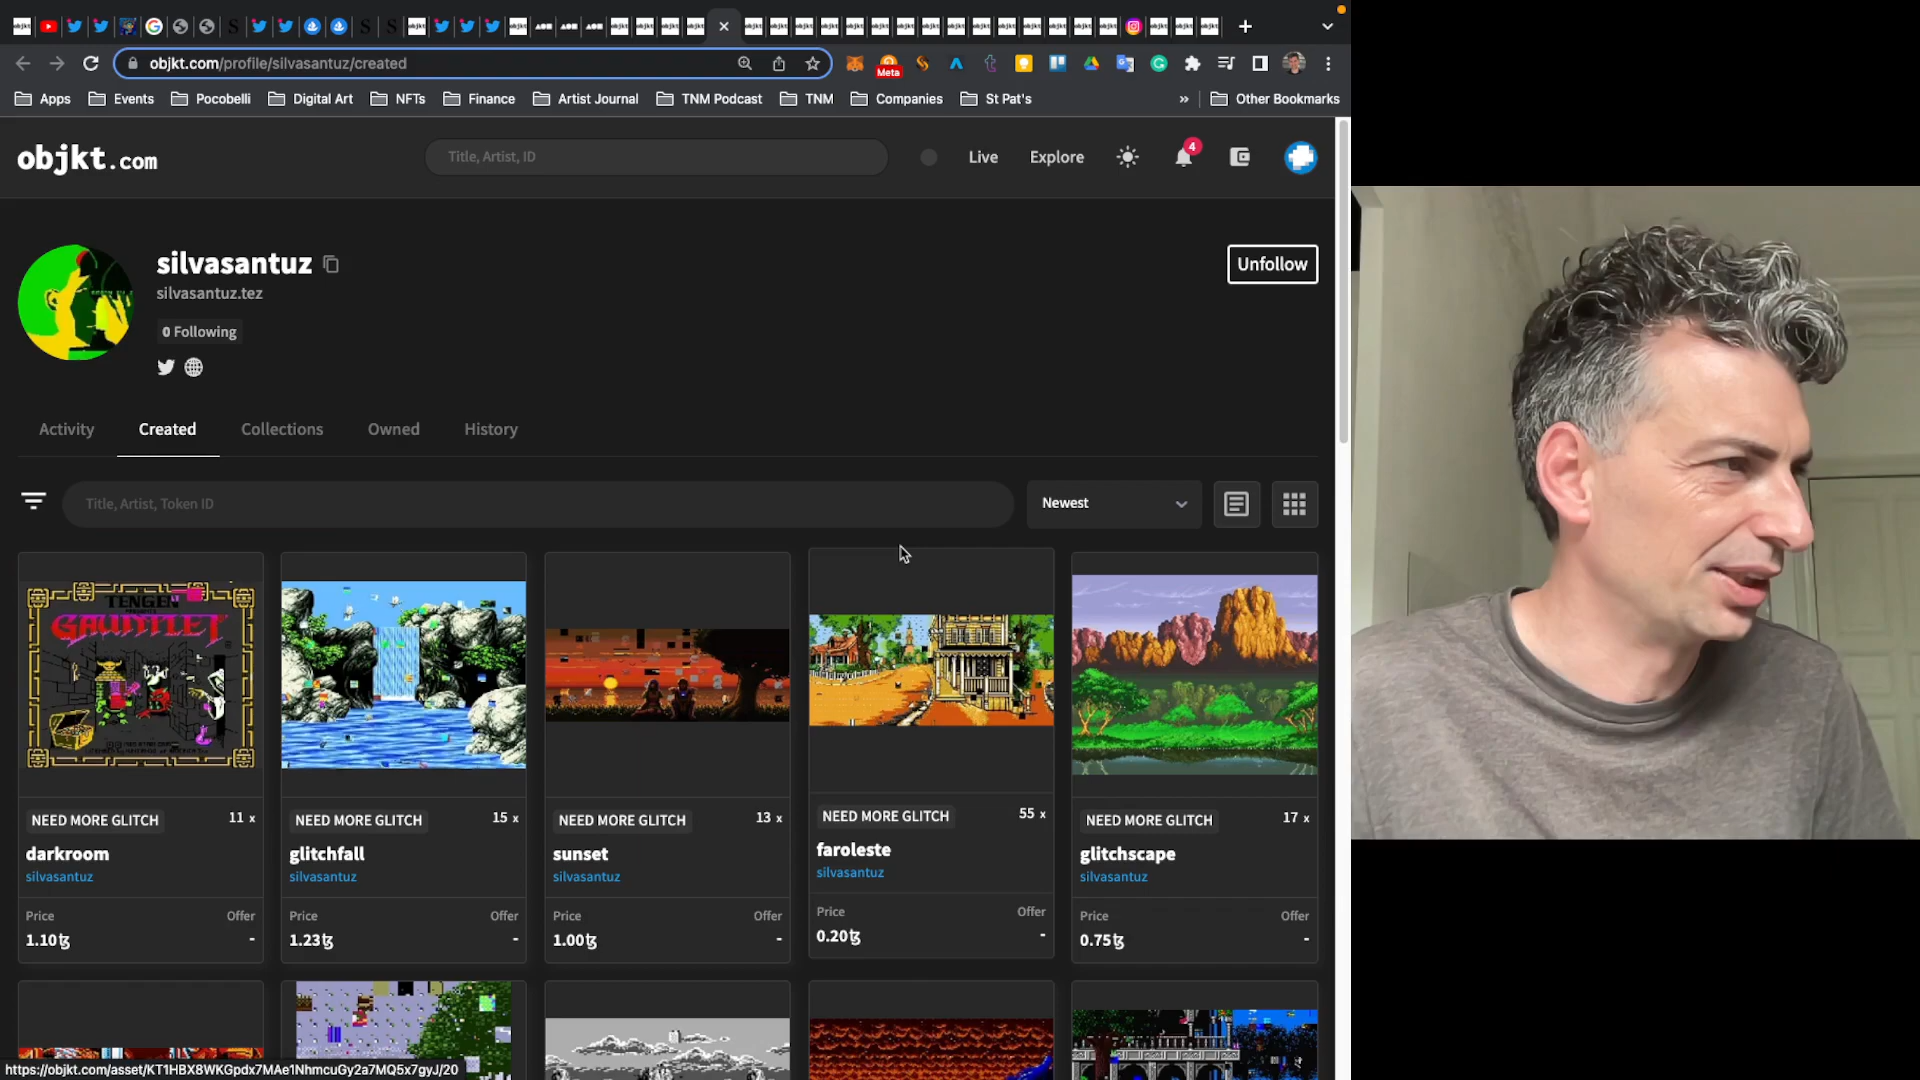 objkt.com/profile/silvasantuz/created
Meta
Apps
Events
Pocobelli
Digital Art
NFTs
Finance
Artist Journal
TNM Podcast
TNM
Companies
St Pat's
»
Other Bookmarks
objkt.com
Title, Artist, ID
Live
Explore
4
silvasantuz
silvasantuz.tez
0 Following
Unfollow
Activity
Created
Collections
Owned
History
Title, Artist, Token ID
Newest
TENGEN
PRESENTS
GAUNTLET
NEED MORE GLITCH 11 x
darkroom
silvasantuz
Price Offer
1.10ꜩ -
NEED MORE GLITCH 15 x
glitchfall
silvasantuz
Price Offer
1.23ꜩ -
NEED MORE GLITCH 13 x
sunset
silvasantuz
Price Offer
1.00ꜩ -
NEED MORE GLITCH 55 x
faroleste
silvasantuz
Price Offer
0.20ꜩ -
NEED MORE GLITCH 17 x
glitchscape
silvasantuz
Price Offer
0.75ꜩ -
https://objkt.com/asset/KT1HBX8WKGpdx7MAe1NhmcuGy2a7MQ5x7gyJ/20